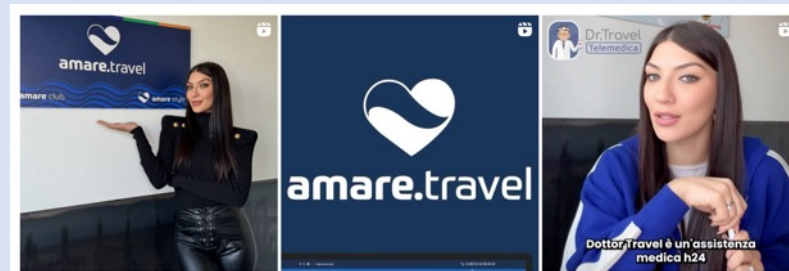 amare.travel
amare club
amare style
amare.travel
Dr.Travel
Telemedica
Dottor Travel è un'assistenza
medica h24